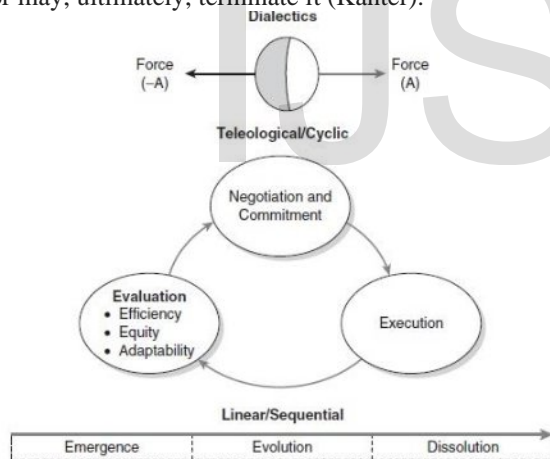 or may, ultimately, terminate it (Kanter).
Dialectics
Force
(–A)
Force
(A)
Teleological/Cyclic
Negotiation and
Commitment
Evaluation
• Efficiency
• Equity
• Adaptability
Execution
Linear/Sequential
Emergence
Evolution
Dissolution